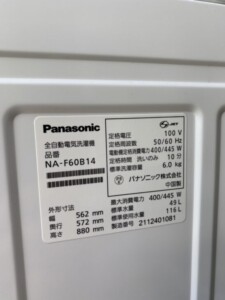 Panasonic
全自動電気洗濯機
品番
NA-F60B14
外形寸法
幅 562 mm
奥行 572 mm
高さ 880 mm
JET
定格電圧 100 V
定格周波数 50/60 Hz
電動機定格消費電力 400/445 W
定格時間 洗いのみ 10 分
標準洗濯容量 6.0 kg
パナソニック株式会社
中国製
最大消費電力 400/445 W
標準水量 49 L
標準使用水量 116 L
製造番号 2112401081